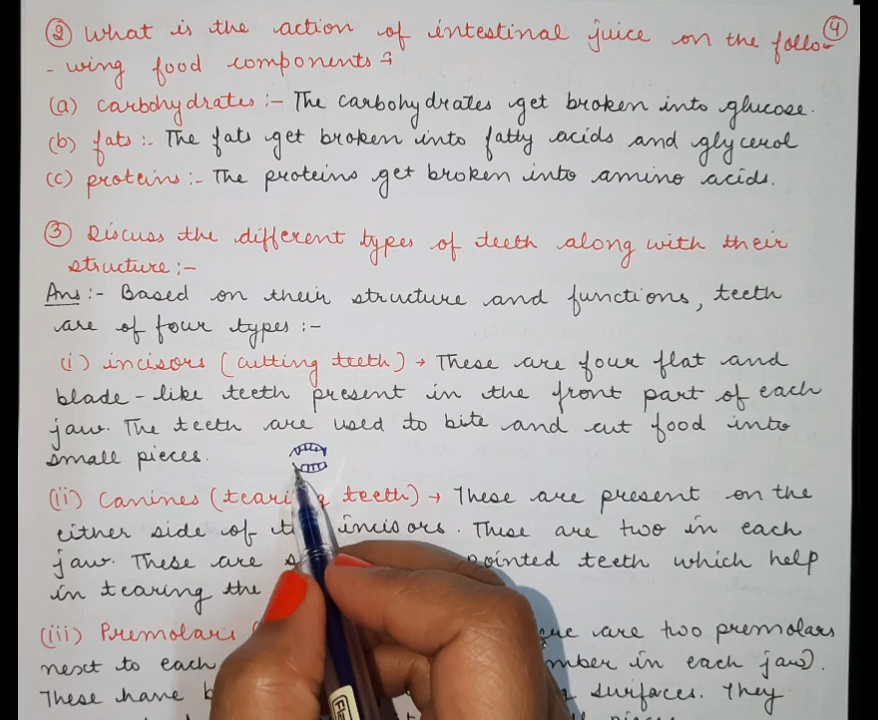 ② What is the action of intestinal juice on the follo- ④
- wing food components :-
(a) carbohydrates :- The carbohydrates get broken into glucose.
(b) fats :- The fats get broken into fatty acids and glycerol
(c) proteins :- The proteins get broken into amino acids.
③ Discuss the different types of teeth along with their
structure :-
Ans :- Based on their structure and functions, teeth
are of four types :-
(i) incisors (cutting teeth) → These are four flat and
blade-like teeth present in the front part of each
jaw. The teeth are used to bite and cut food into
small pieces.
(ii) Canines (teari teeth) → These are present on the
either side of incisors. These are two in each
jaw. These are pointed teeth which help
in tearing the
(iii) Premolars are two premolars
next to each in each jaw).
These have surfaces. They